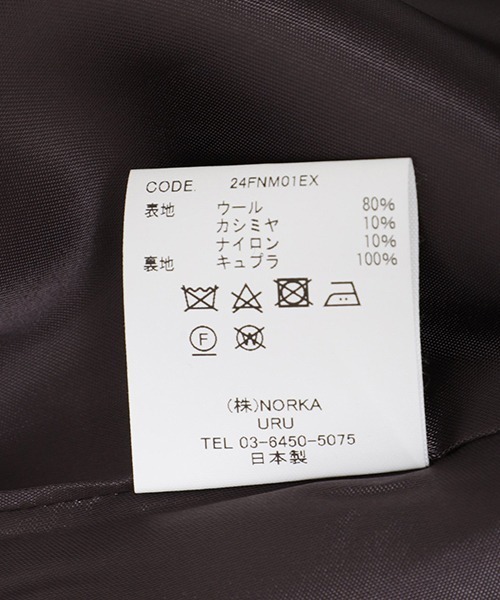 CODE 24FNM01EX
表地 ウール 80%
カシミヤ 10%
ナイロン 10%
裏地 キュプラ 100%
F W
(株)NORKA
URU
TEL 03-6450-5075
日本製